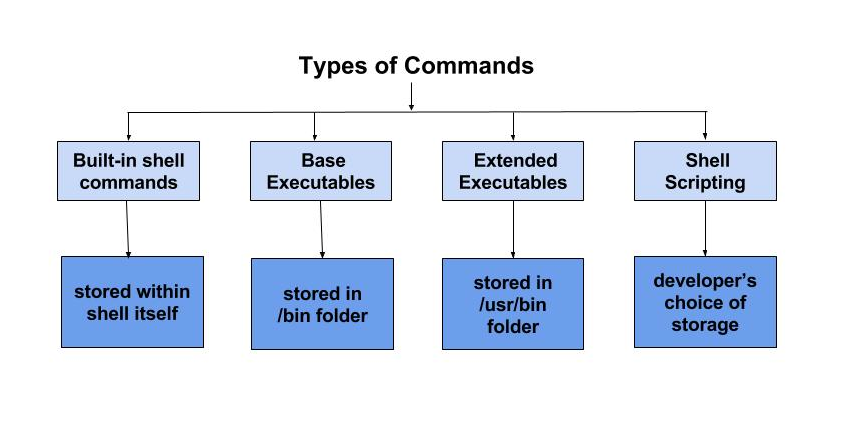 Types of Commands
Built-in shell
commands
Base
Executables
Extended
Executables
Shell
Scripting
stored within
shell itself
stored in
/bin folder
stored in
/usr/bin
folder
developer’s
choice of
storage